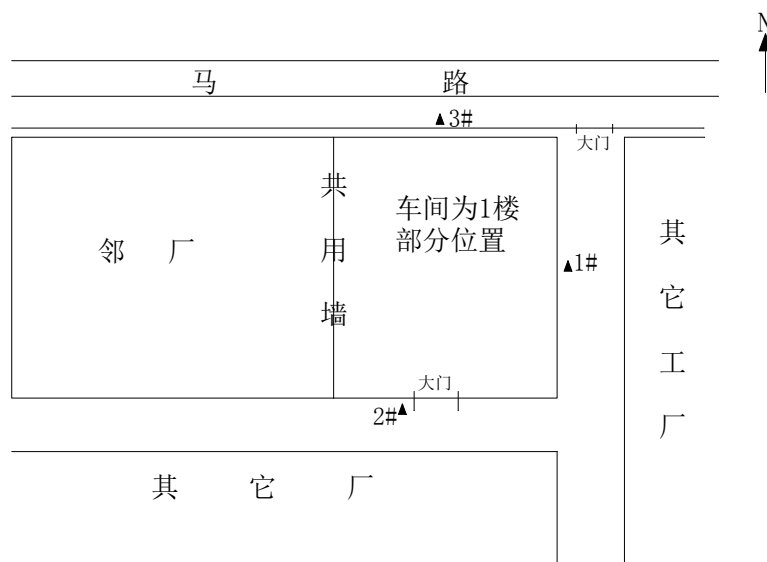 N
马 路
▲3#
大门
共用墙
车间为1楼
部分位置
邻 厂
▲1#
其它工厂
大门
2#▲
其 它 厂